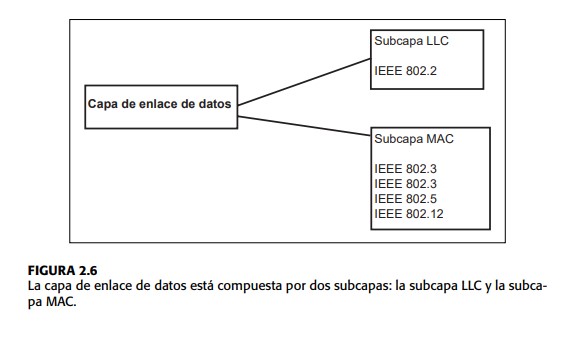 Subcapa LLC
IEEE 802.2
Capa de enlace de datos
Subcapa MAC
IEEE 802.3
IEEE 802.3
IEEE 802.5
IEEE 802.12
FIGURA 2.6
La capa de enlace de datos está compuesta por dos subcapas: la subcapa LLC y la subca-
pa MAC.